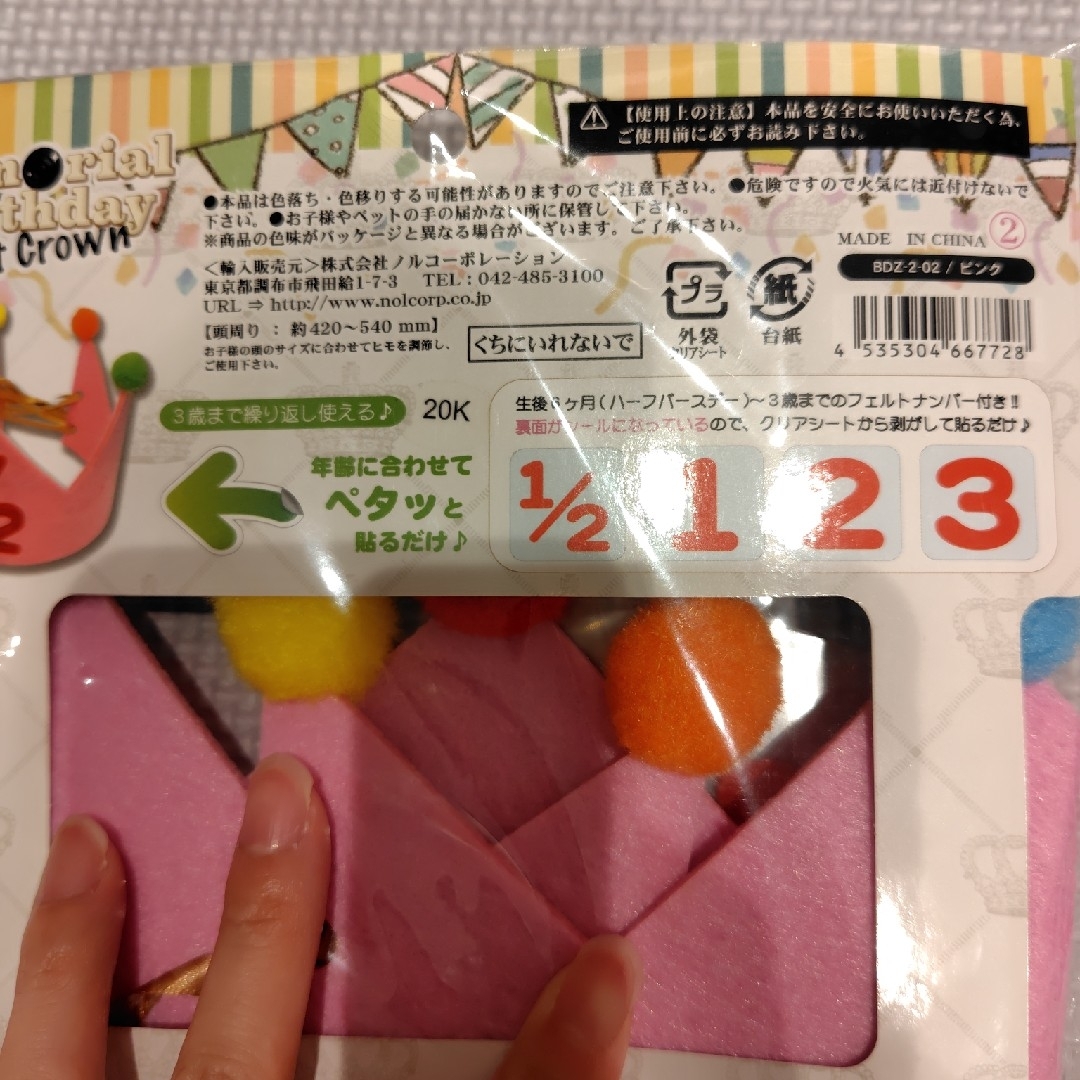 【使用上の注意】本品を安全にお使いいただく為、
ご使用前に必ずお読み下さい。
morial
thday
t Crown
●本品は色落ち・色移りする可能性がありますのでご注意下さい。●危険ですので火気には近付けないで
下さい。●お子様やペットの手の届かない所に保管して下さい。
※商品の色味がパッケージと異なる場合がございます。ご了承下さい。
MADE IN CHINA ②
BDZ-2-02 / ピンク
<輸入販売元>株式会社ノルコーポレーション
東京都調布市飛田給1-7-3 TEL : 042-485-3100
URL ⇒ http://www.nolcorp.co.jp
【頭周り : 約420～540 mm】
お子様の頭のサイズに合わせてヒモを調節し、
ご使用下さい。
くちにいれないで
プラ
外袋
クリアシート
紙
台紙
4 535304 667728
3歳まで繰り返し使える♪
20K
生後6ヶ月(ハーフバースデー)～3歳までのフェルトナンバー付き!!
裏面がシールになっているので、クリアシートから剥がして貼るだけ♪
年齢に合わせて
ペタッと
貼るだけ♪
1/2 1 2 3